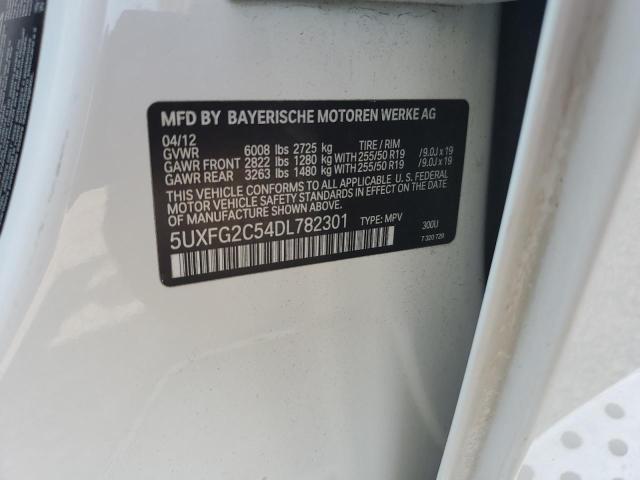 MFD BY BAYERISCHE MOTOREN WERKE AG
04/12
GVWR 6008 lbs 2725 kg TIRE / RIM
GAWR FRONT 2822 lbs 1280 kg WITH 255/50 R19 / 9.0J x 19
GAWR REAR 3263 lbs 1480 kg WITH 255/50 R19 / 9.0J x 19
THIS VEHICLE CONFORMS TO ALL APPLICABLE U. S. FEDERAL
MOTOR VEHICLE SAFETY STANDARDS IN EFFECT ON THE
DATE OF MANUFACTURE SHOWN ABOVE.
5UXFG2C54DL782301 TYPE: MPV 300U
7 320 729